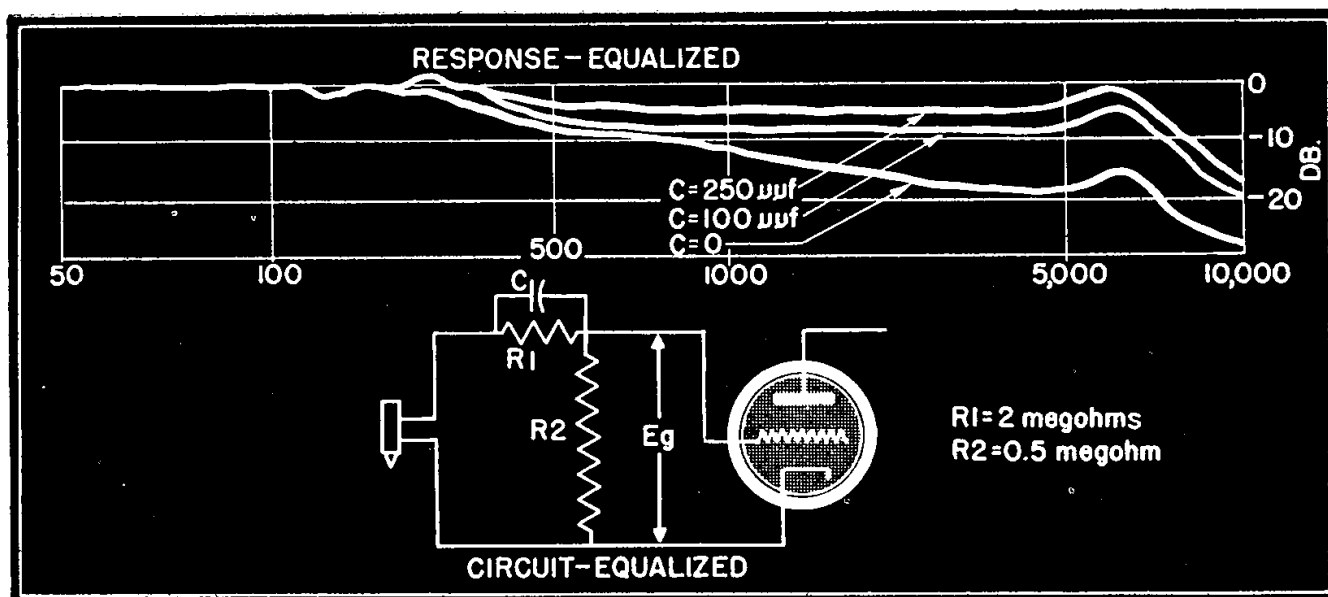 RESPONSE-EQUALIZED
0
-10
-20
DB.
C=250 µµf
C=100 µµf
C=0
50
100
500
1000
5,000
10,000
C
R1
R2
Eg
R1=2 megohms
R2=0.5 megohm
CIRCUIT-EQUALIZED